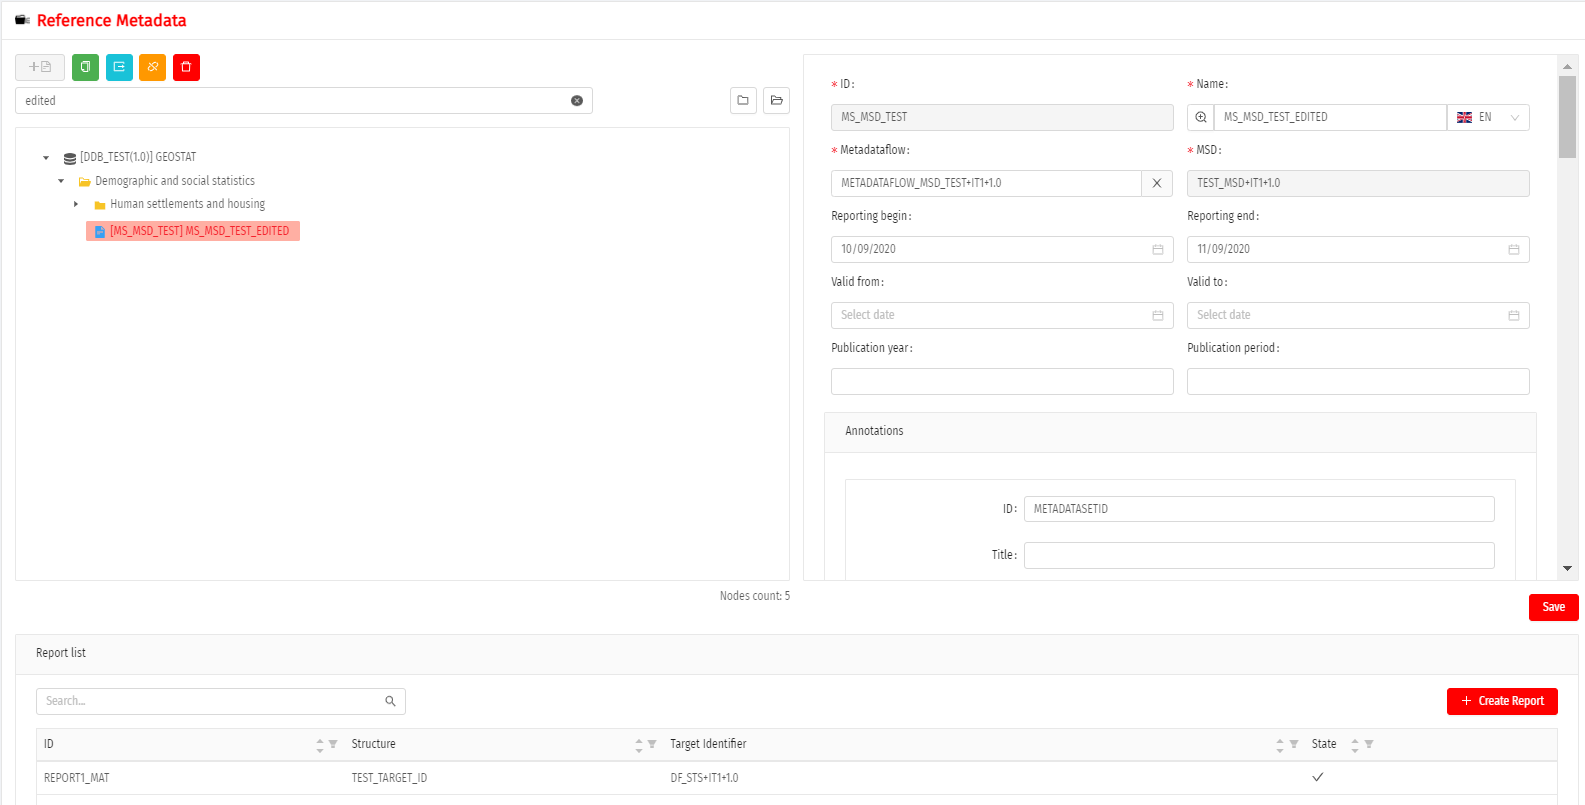 Reference Metadata
edited
[DDB_TEST(1.0)] GEOSTAT
Demographic and social statistics
Human settlements and housing
[MS_MSD_TEST] MS_MSD_TEST_EDITED
Nodes count: 5
* ID:
* Name:
MS_MSD_TEST
MS_MSD_TEST_EDITED
EN
* Metadataflow:
* MSD:
METADATAFLOW_MSD_TEST+IT1+1.0
TEST_MSD+IT1+1.0
Reporting begin:
Reporting end:
10/09/2020
11/09/2020
Valid from:
Valid to:
Select date
Select date
Publication year:
Publication period:
Annotations
ID: METADATASETID
Title:
Save
Report list
Search...
+ Create Report
ID Structure Target Identifier State
REPORT1_MAT TEST_TARGET_ID DF_STS+IT1+1.0